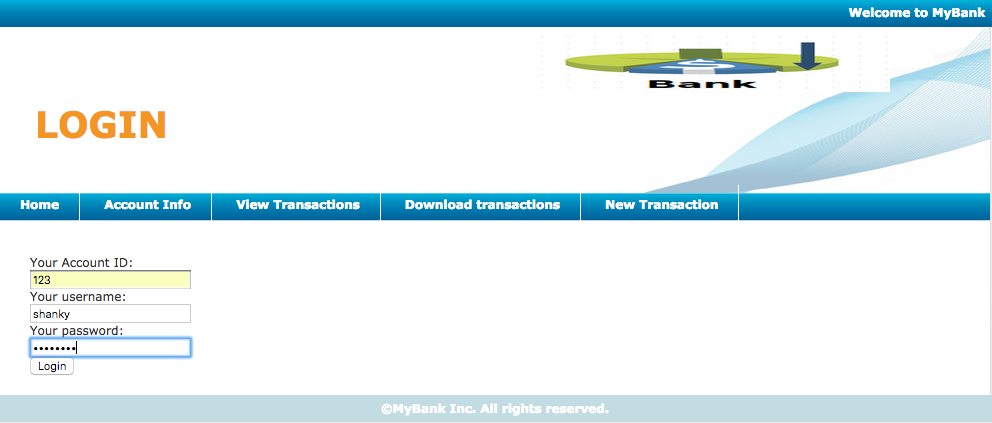 Welcome to MyBank
Bank
LOGIN
Home Account Info View Transactions Download transactions New Transaction
Your Account ID:
123
Your username:
shanky
Your password:
••••••••
Login
©MyBank Inc. All rights reserved.